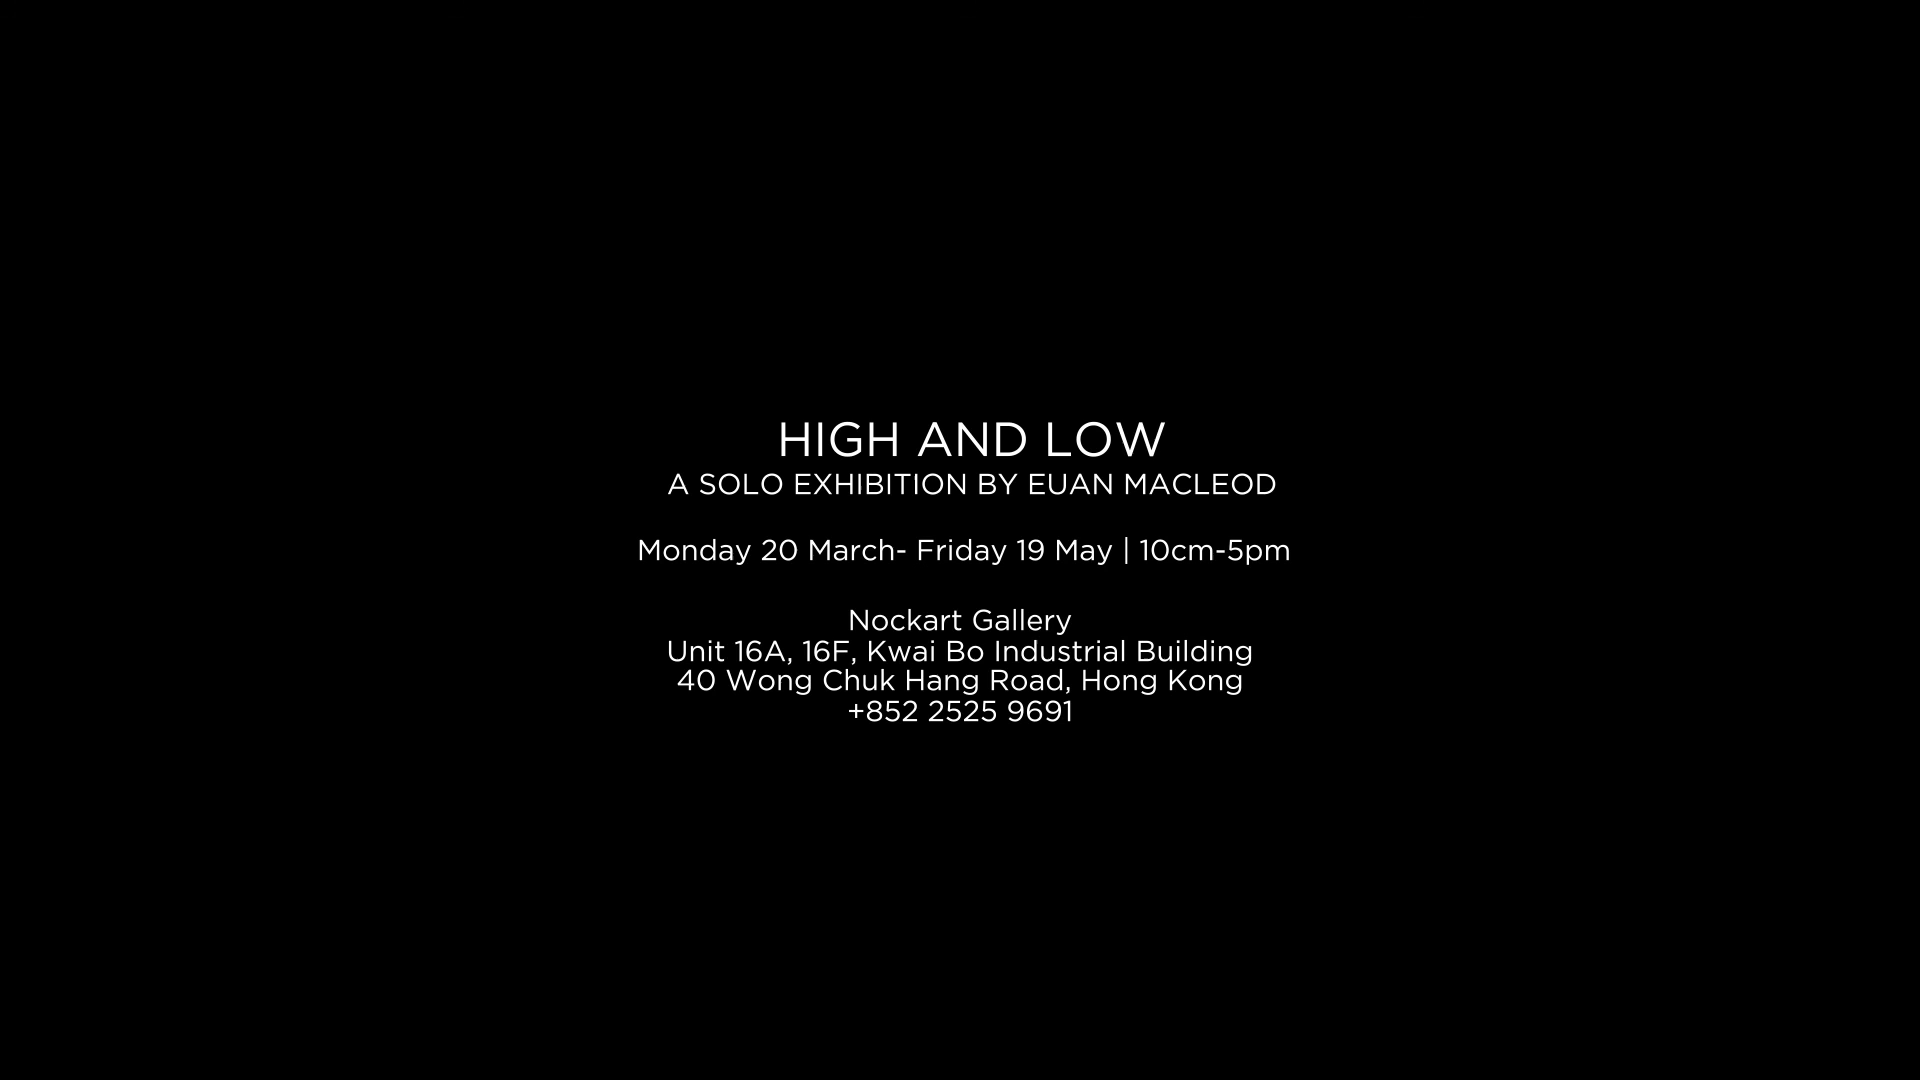 HIGH AND LOW
A SOLO EXHIBITION BY EUAN MACLEOD
Monday 20 March- Friday 19 May | 10cm-5pm
Nockart Gallery
Unit 16A, 16F, Kwai Bo Industrial Building
40 Wong Chuk Hang Road, Hong Kong
+852 2525 9691